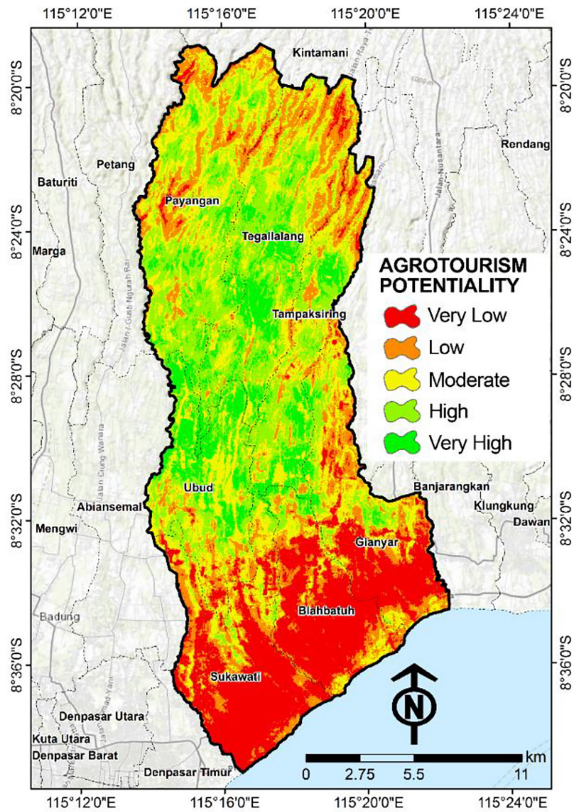 115°12'0"E 115°16'0"E 115°20'0"E 115°24'0"E
Kintamani
8°20'0"S 8°20'0"S
Rendang
Petang
Baturiti
Payangan
8°24'0"S 8°24'0"S
Tegallalang
Marga
AGROTOURISM
POTENTIALITY
Very Low
Tampaksiring
Low
8°28'0"S 8°28'0"S
Moderate
High
Very High
Ubud
Banjarangkan
Abiansemal
Klungkung
8°32'0"S 8°32'0"S
Dawan
Mengwi
Gianyar
Blahbatuh
Badung
8°36'0"S 8°36'0"S
Sukawati
N
Denpasar Utara
Kuta Utara
Denpasar Barat
km
Denpasar Timur
0 2.75 5.5 11
115°12'0"E 115°16'0"E 115°20'0"E 115°24'0"E